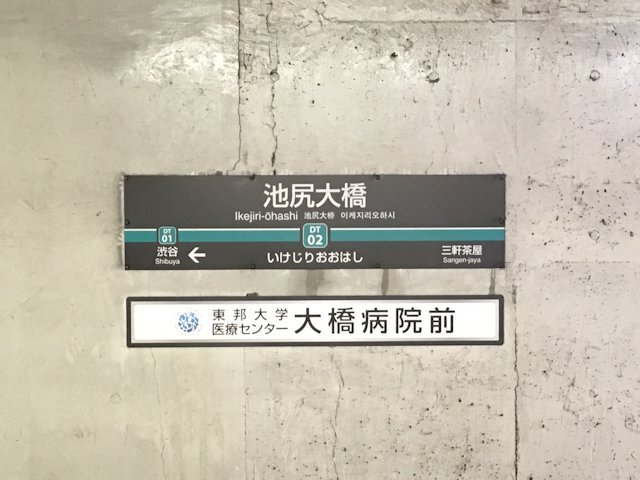 池尻大橋
Ikejiri-ōhashi 池尻大桥 이케지리오하시
DT
01
DT
02
渋谷
Shibuya
いけじりおおはし
三軒茶屋
Sangen-jaya
東邦大学
医療センター
大橋病院前